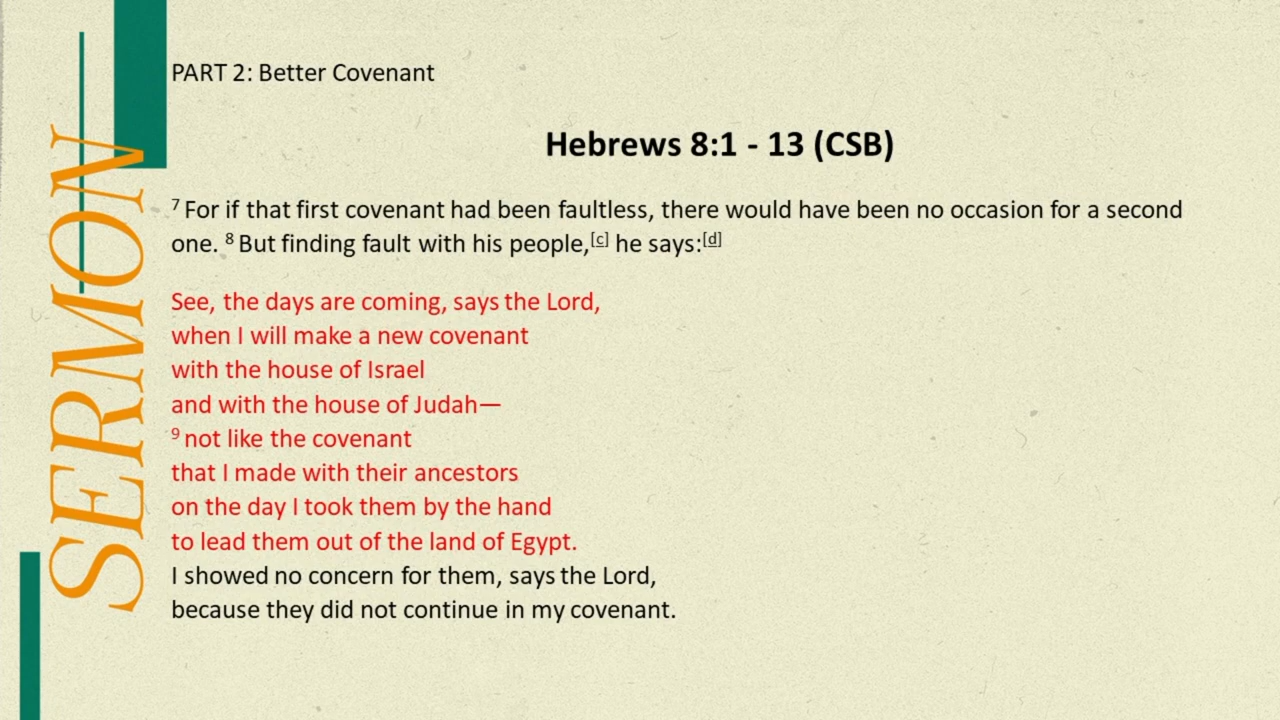 PART 2: Better Covenant
Hebrews 8:1 - 13 (CSB)
SERMON
⁷ For if that first covenant had been faultless, there would have been no occasion for a second
one. ⁸ But finding fault with his people,[c] he says:[d]
See, the days are coming, says the Lord,
when I will make a new covenant
with the house of Israel
and with the house of Judah—
⁹ not like the covenant
that I made with their ancestors
on the day I took them by the hand
to lead them out of the land of Egypt.
I showed no concern for them, says the Lord,
because they did not continue in my covenant.